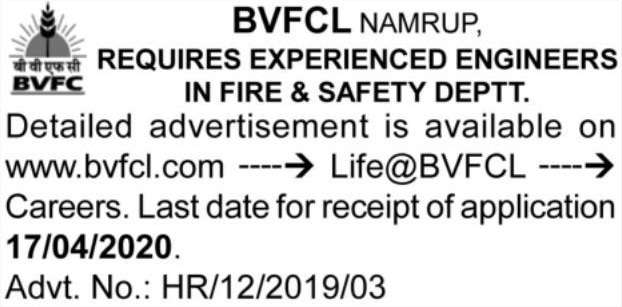 BVFCL NAMRUP,
बी वी एफ सी
BVFC
REQUIRES EXPERIENCED ENGINEERS
IN FIRE & SAFETY DEPTT.
Detailed advertisement is available on
www.bvfcl.com ----➔ Life@BVFCL ----➔
Careers. Last date for receipt of application
17/04/2020.
Advt. No.: HR/12/2019/03